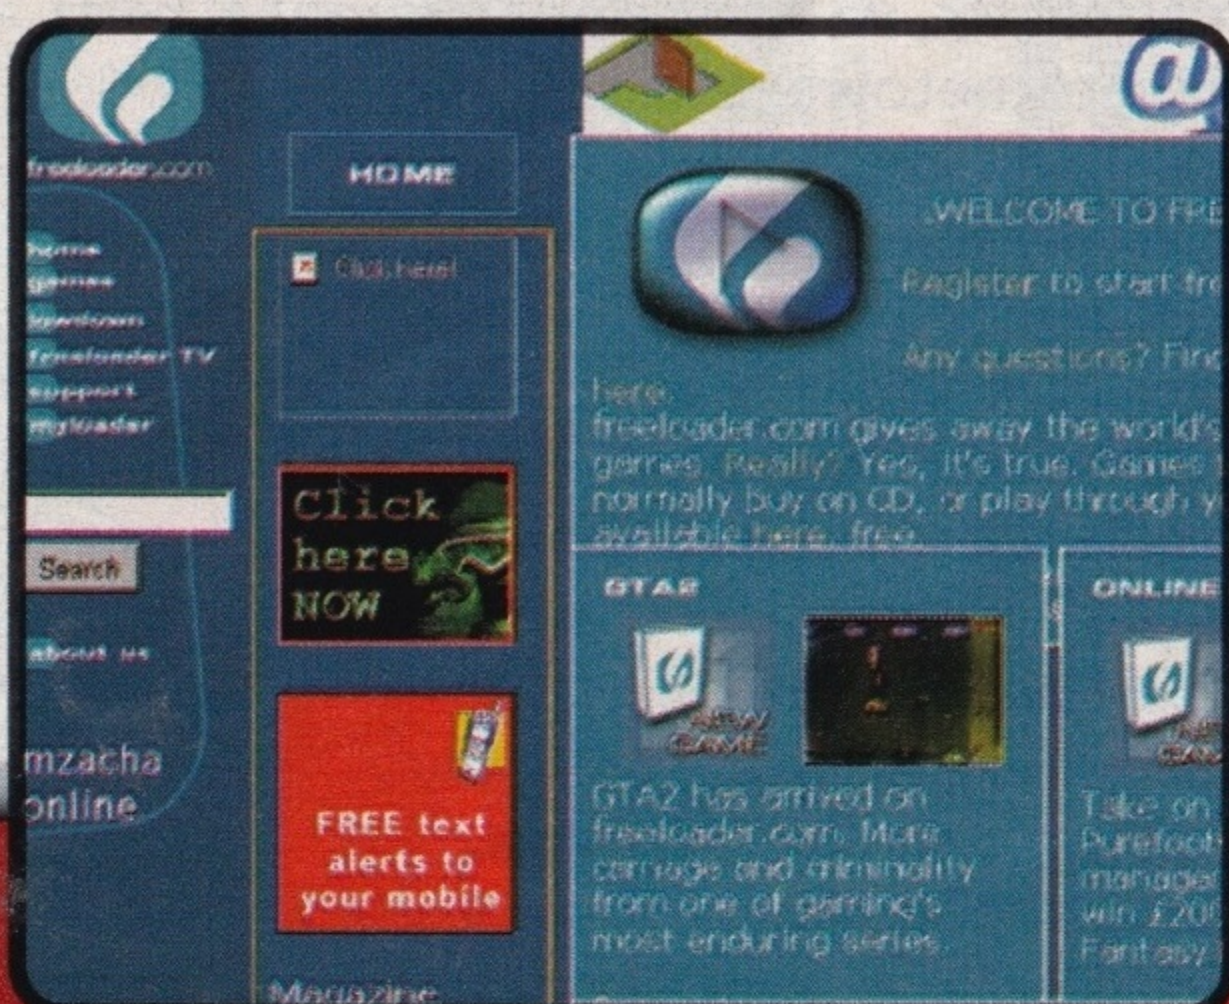 freeloader.com
home
games
freeloader TV
support
myloader
Search
about us
mzacha
online
HOME
Click here!
Click
here
NOW
FREE text
alerts to
your mobile
Magazine
@
WELCOME TO FRE
Register to start
Any questions? Find
here.
freeloader.com gives away the world's
games. Really? Yes, it's true. Games
normally buy on CD, or play through y
available here, free.
GTA2
NEW
GAME
GTA2 has arrived on
freeloader.com. More
carnage and criminality
from one of gaming's
most enduring series.
ONLINE
Take on
Purefoot
manager
win £200
Fantasy